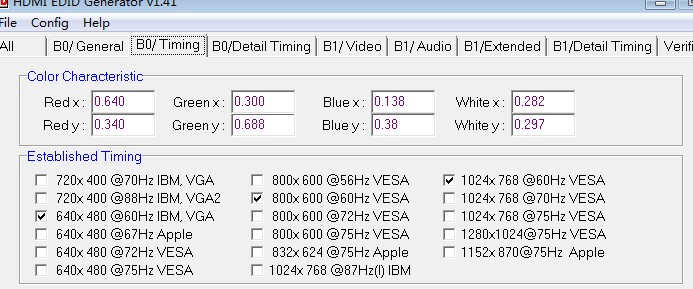 HDMI EDID Generator v1.41
File Config Help
All B0/ General B0/ Timing B0/Detail Timing B1/ Video B1/ Audio B1/Extended B1/Detail Timing Verifi
Color Characteristic
Red x : 0.640 Green x : 0.300 Blue x : 0.138 White x : 0.282
Red y : 0.340 Green y : 0.688 Blue y : 0.38 White y : 0.297
Established Timing
720x 400 @70Hz IBM, VGA 800x 600 @56Hz VESA 1024x 768 @60Hz VESA
720x 400 @88Hz IBM, VGA2 800x 600 @60Hz VESA 1024x 768 @70Hz VESA
640x 480 @60Hz IBM, VGA 800x 600 @72Hz VESA 1024x 768 @75Hz VESA
640x 480 @67Hz Apple 800x 600 @75Hz VESA 1280x1024@75Hz VESA
640x 480 @72Hz VESA 832x 624 @75Hz Apple 1152x 870@75Hz Apple
640x 480 @75Hz VESA 1024x 768 @87Hz(I) IBM